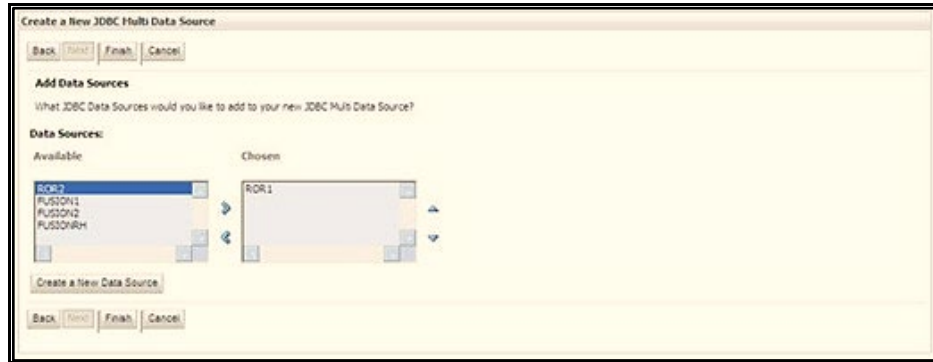 Create a New JDBC Multi Data Source
Back Next Finish Cancel
Add Data Sources
What JDBC Data Sources would you like to add to your new JDBC Multi Data Source?
Data Sources:
Available Chosen
ROR2 ROR1
FUSION1
FUSION2
FUSIONRH
Create a New Data Source
Back Next Finish Cancel